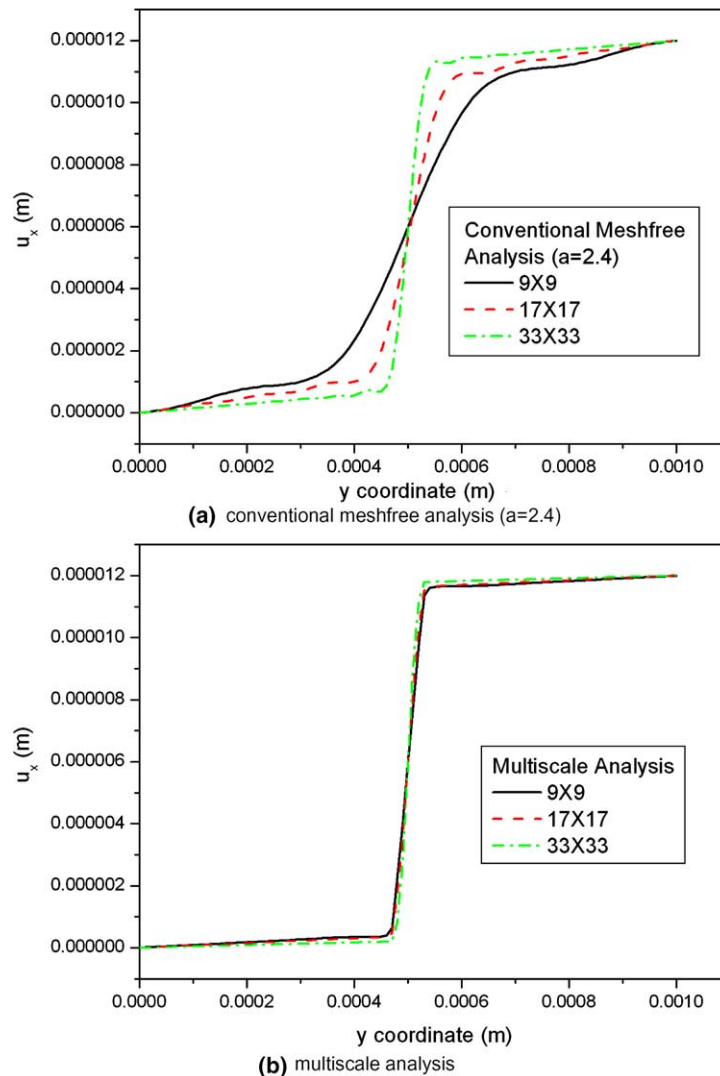 0.000012
0.000010
0.000008
0.000006
0.000004
0.000002
0.000000
u_x (m)
Conventional Meshfree
Analysis (a=2.4)
9X9
17X17
33X33
0.0000 0.0002 0.0004 0.0006 0.0008 0.0010
y coordinate (m)
(a) conventional meshfree analysis (a=2.4)
0.000012
0.000010
0.000008
0.000006
0.000004
0.000002
0.000000
u_x (m)
Multiscale Analysis
9X9
17X17
33X33
0.0000 0.0002 0.0004 0.0006 0.0008 0.0010
y coordinate (m)
(b) multiscale analysis